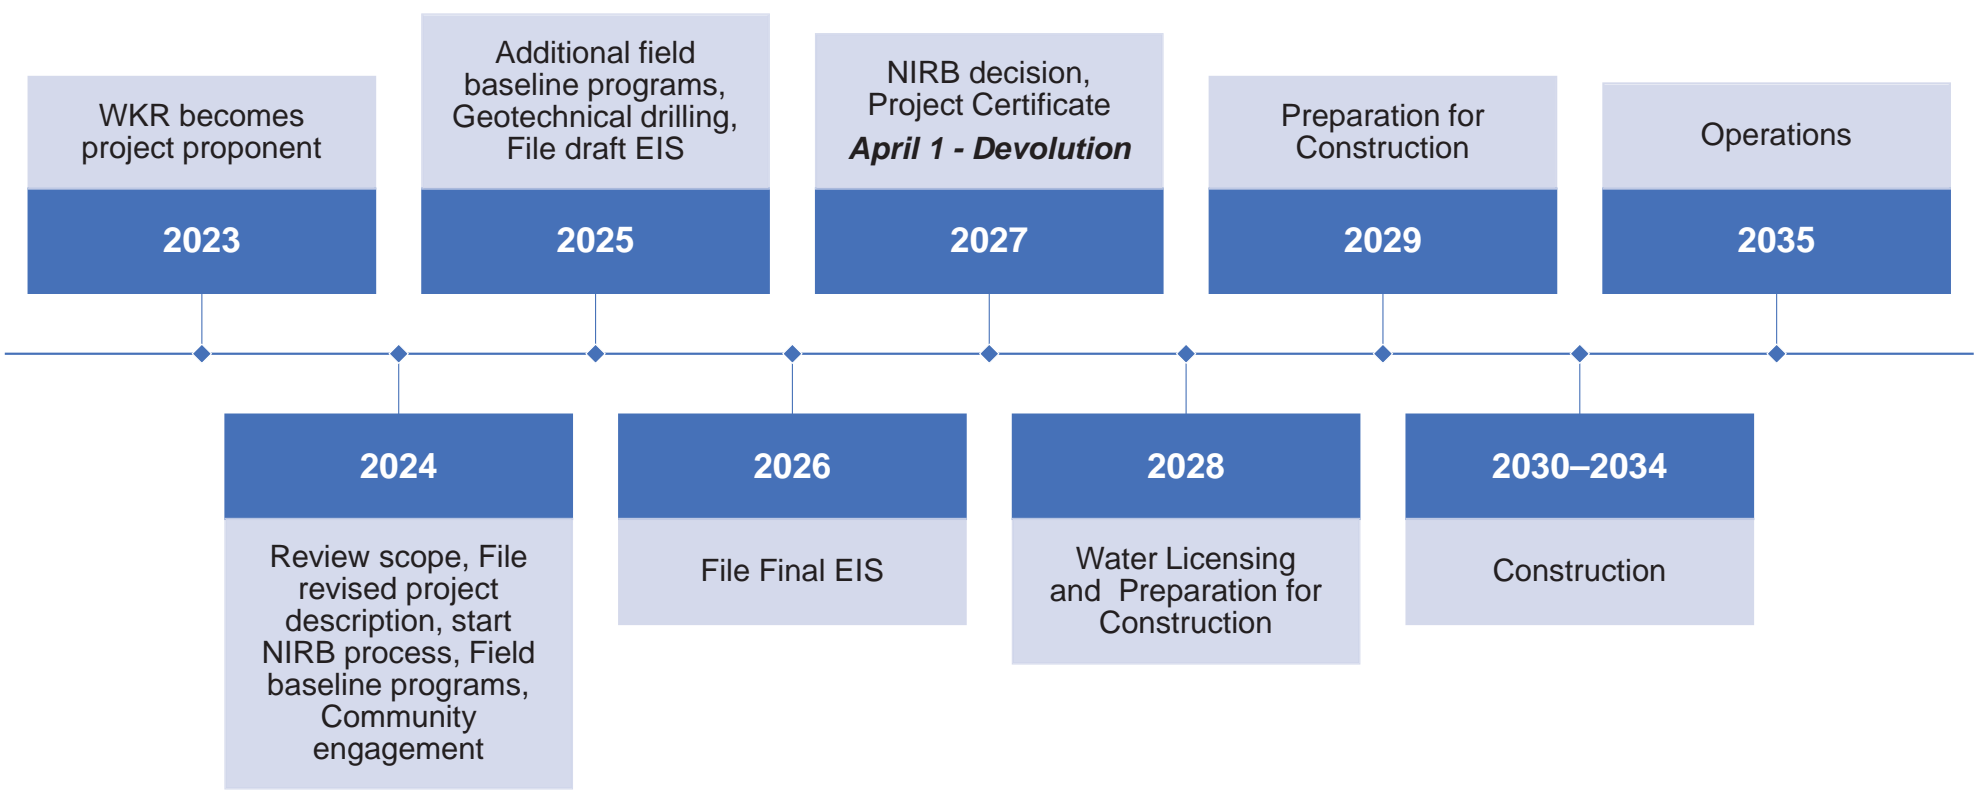 WKR becomes
project proponent
2023
Additional field
baseline programs,
Geotechnical drilling,
File draft EIS
2025
NIRB decision,
Project Certificate
April 1 - Devolution
2027
Preparation for
Construction
2029
Operations
2035
2024
Review scope, File
revised project
description, start
NIRB process, Field
baseline programs,
Community
engagement
2026
File Final EIS
2028
Water Licensing
and  Preparation for
Construction
2030–2034
Construction